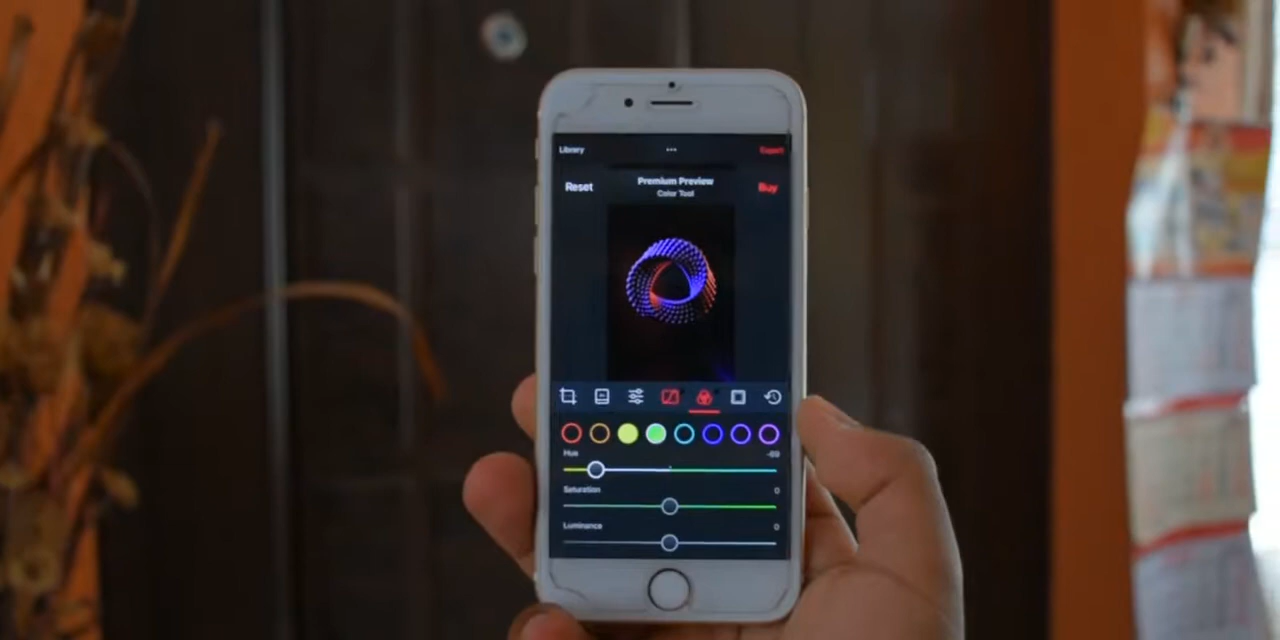 Library ... Export
Reset Premium Preview Buy
Color Tool
Hue -69
Saturation 0
Luminance 0